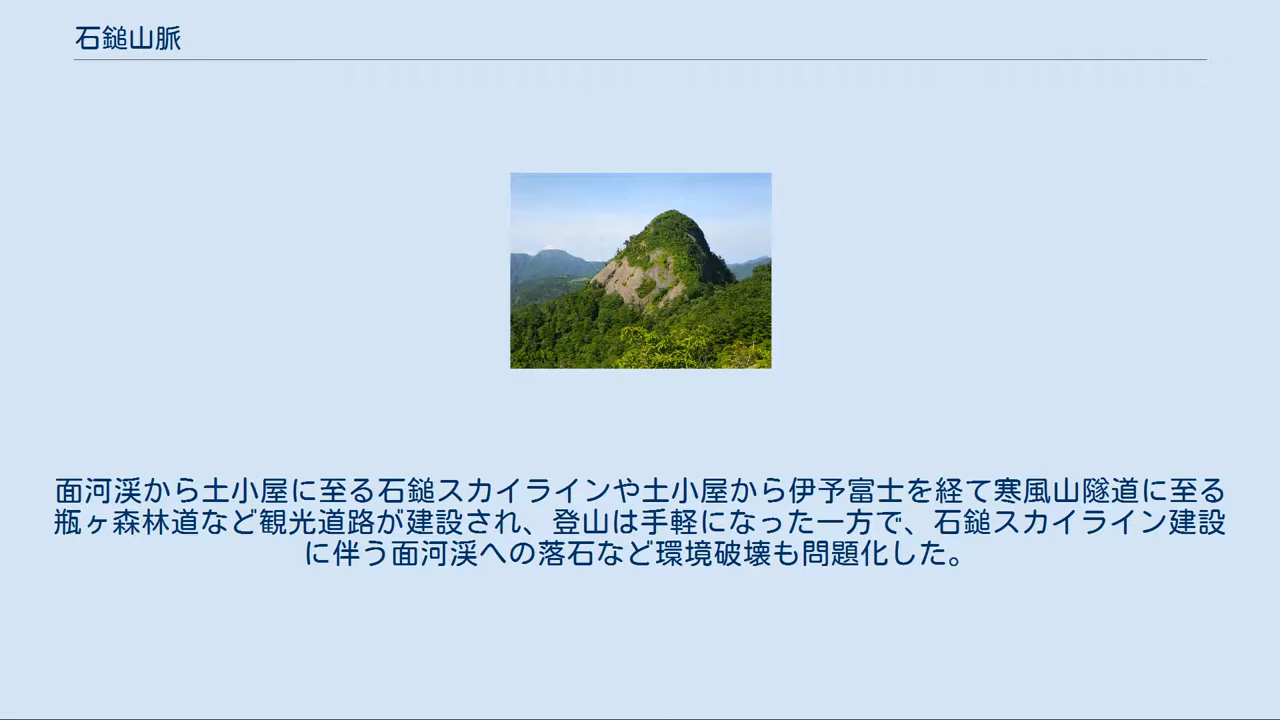 石鎚山脈
面河渓から土小屋に至る石鎚スカイラインや土小屋から伊予富士を経て寒風山隧道に至る
瓶ヶ森林道など観光道路が建設され、登山は手軽になった一方で、石鎚スカイライン建設
に伴う面河渓への落石など環境破壊も問題化した。